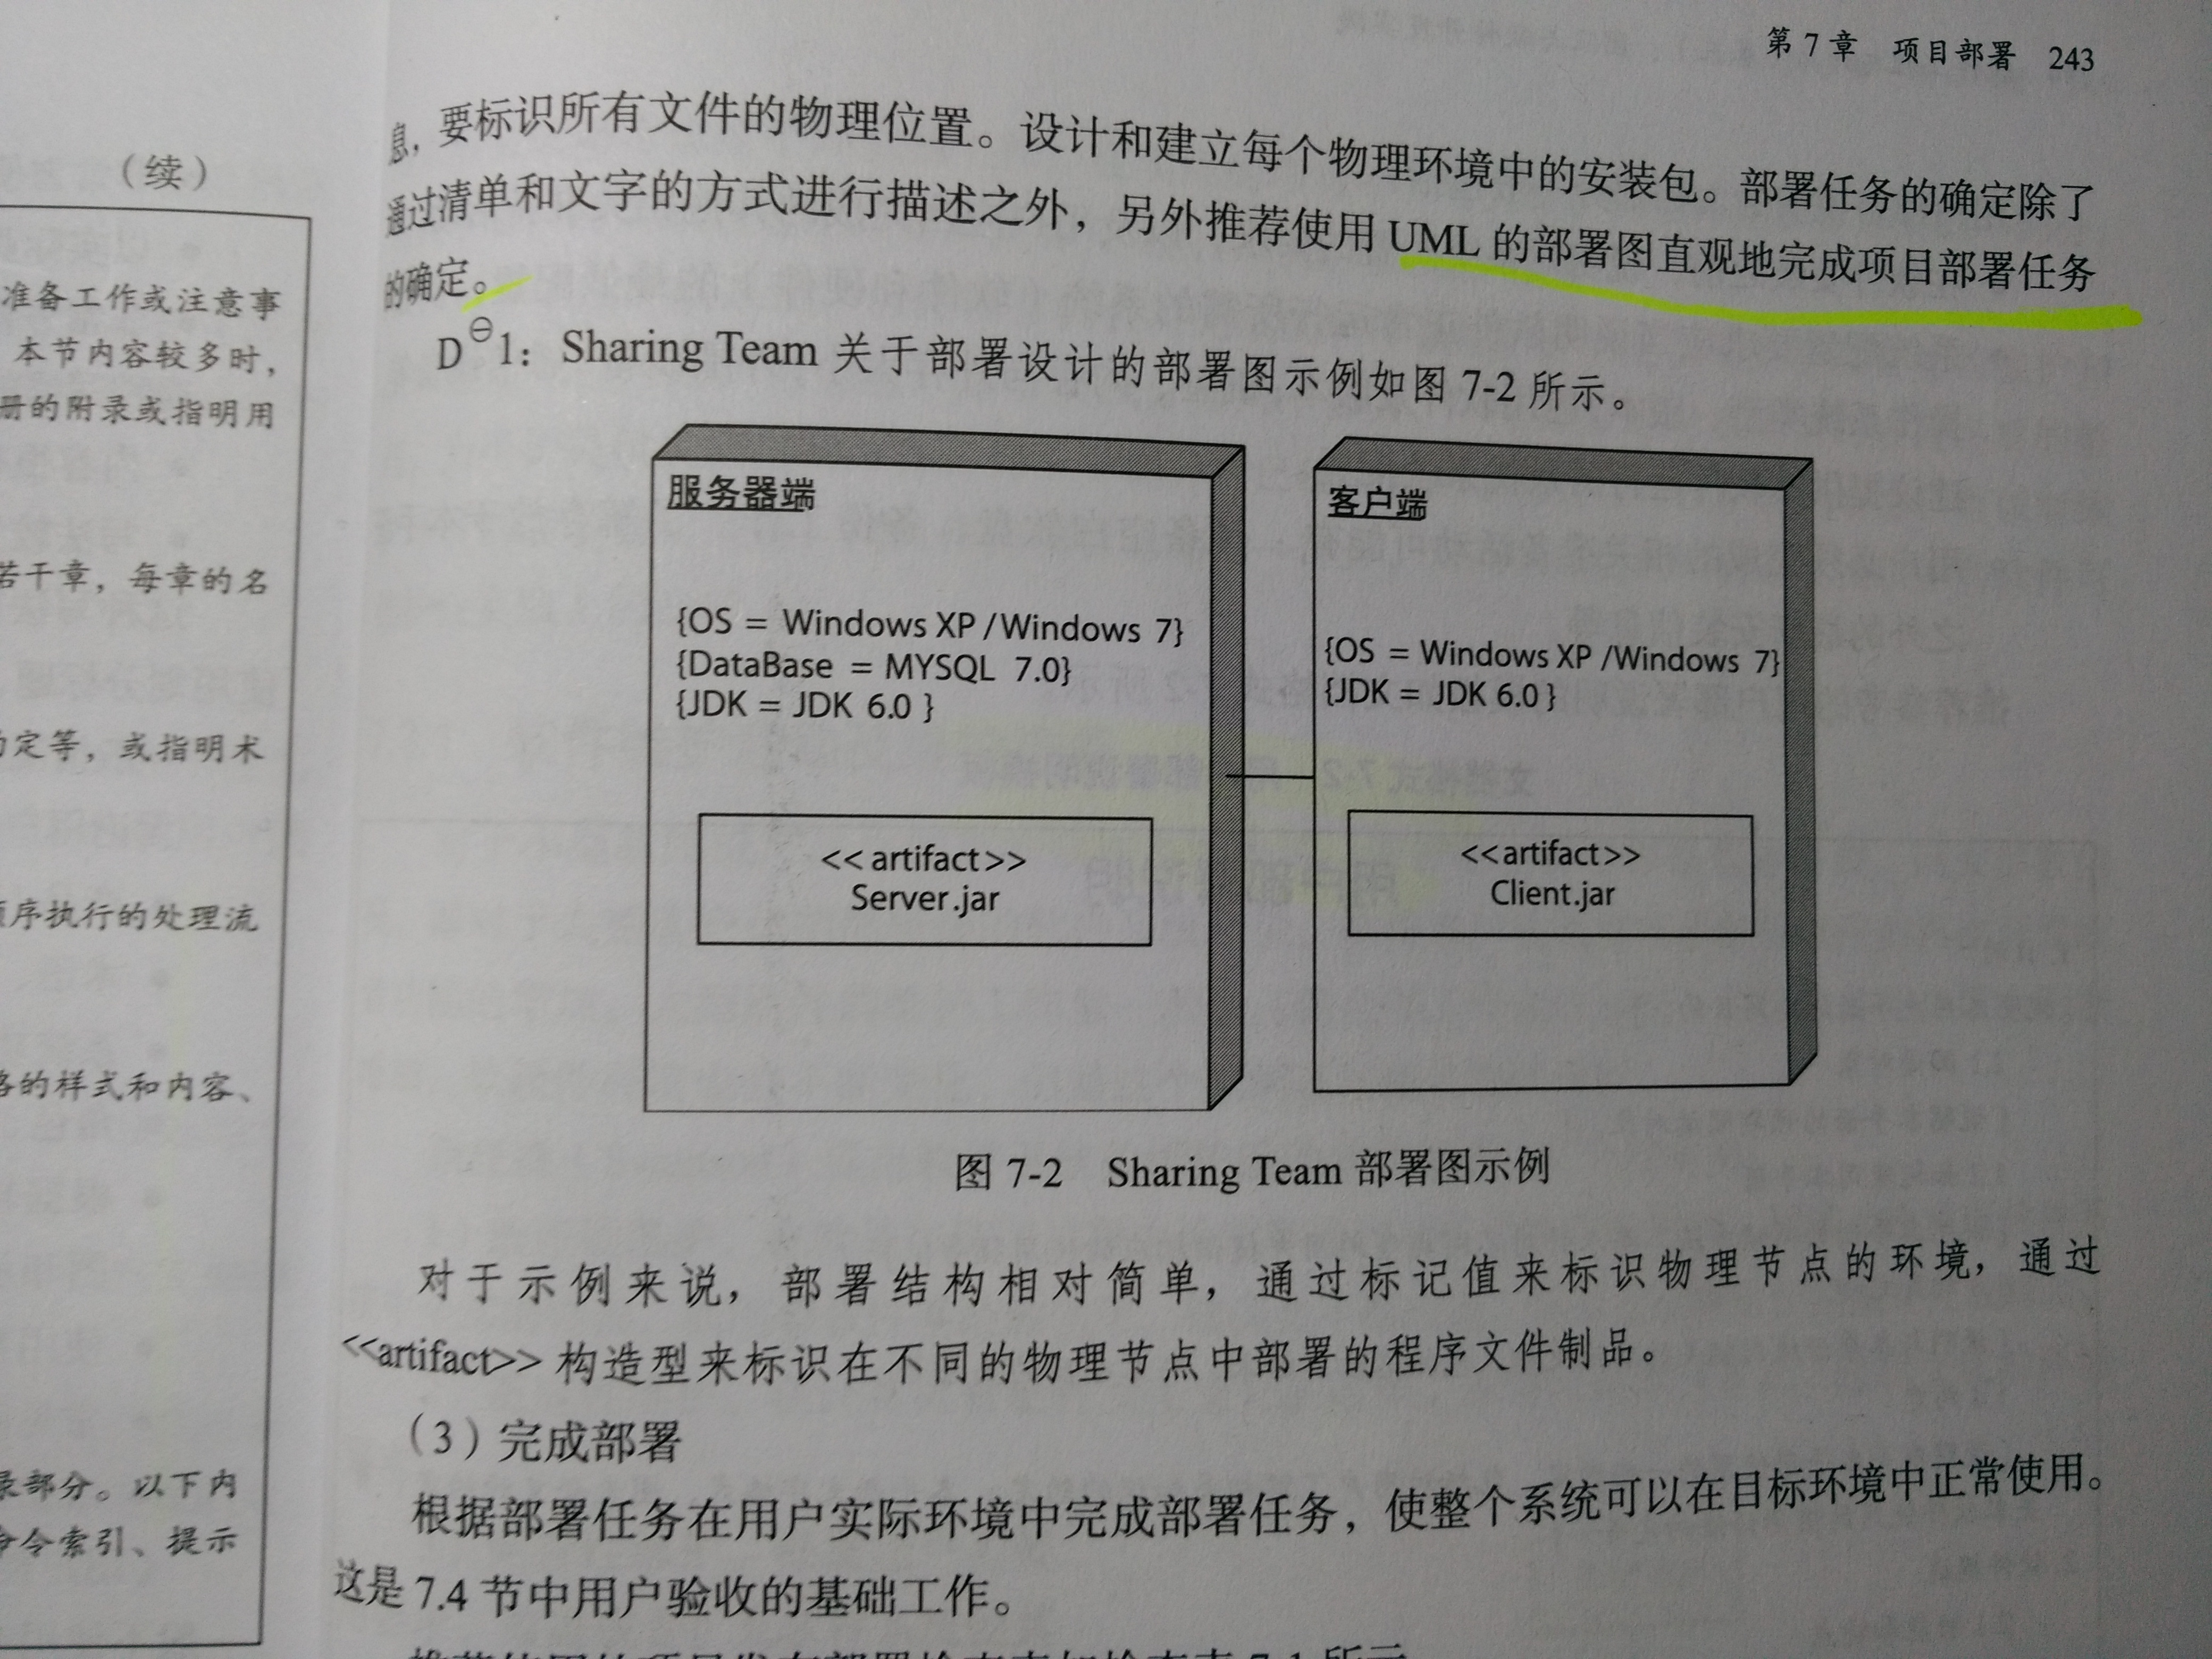 （续）
准备工作或注意事
本节内容较多时，
册的附录或指明用
若干章，每章的名
定等，或指明术
序执行的处理流
的样式和内容、
录部分。以下内
令索引、提示
第 7 章 项目部署 243
息，要标识所有文件的物理位置。设计和建立每个物理环境中的安装包。部署任务的确定除了
通过清单和文字的方式进行描述之外，另外推荐使用 UML 的部署图直观地完成项目部署任务
的确定。
D⊖1：Sharing Team 关于部署设计的部署图示例如图 7-2 所示。
服务器端
{OS = Windows XP /Windows 7}
{DataBase = MYSQL 7.0}
{JDK = JDK 6.0 }
<< artifact>>
Server.jar
客户端
{OS = Windows XP /Windows 7}
{JDK = JDK 6.0 }
<<artifact>>
Client.jar
图 7-2 Sharing Team 部署图示例
对于示例来说，部署结构相对简单，通过标记值来标识物理节点的环境，通过
<<artifact>> 构造型来标识在不同的物理节点中部署的程序文件制品。
（3）完成部署
根据部署任务在用户实际环境中完成部署任务，使整个系统可以在目标环境中正常使用。
这是 7.4 节中用户验收的基础工作。